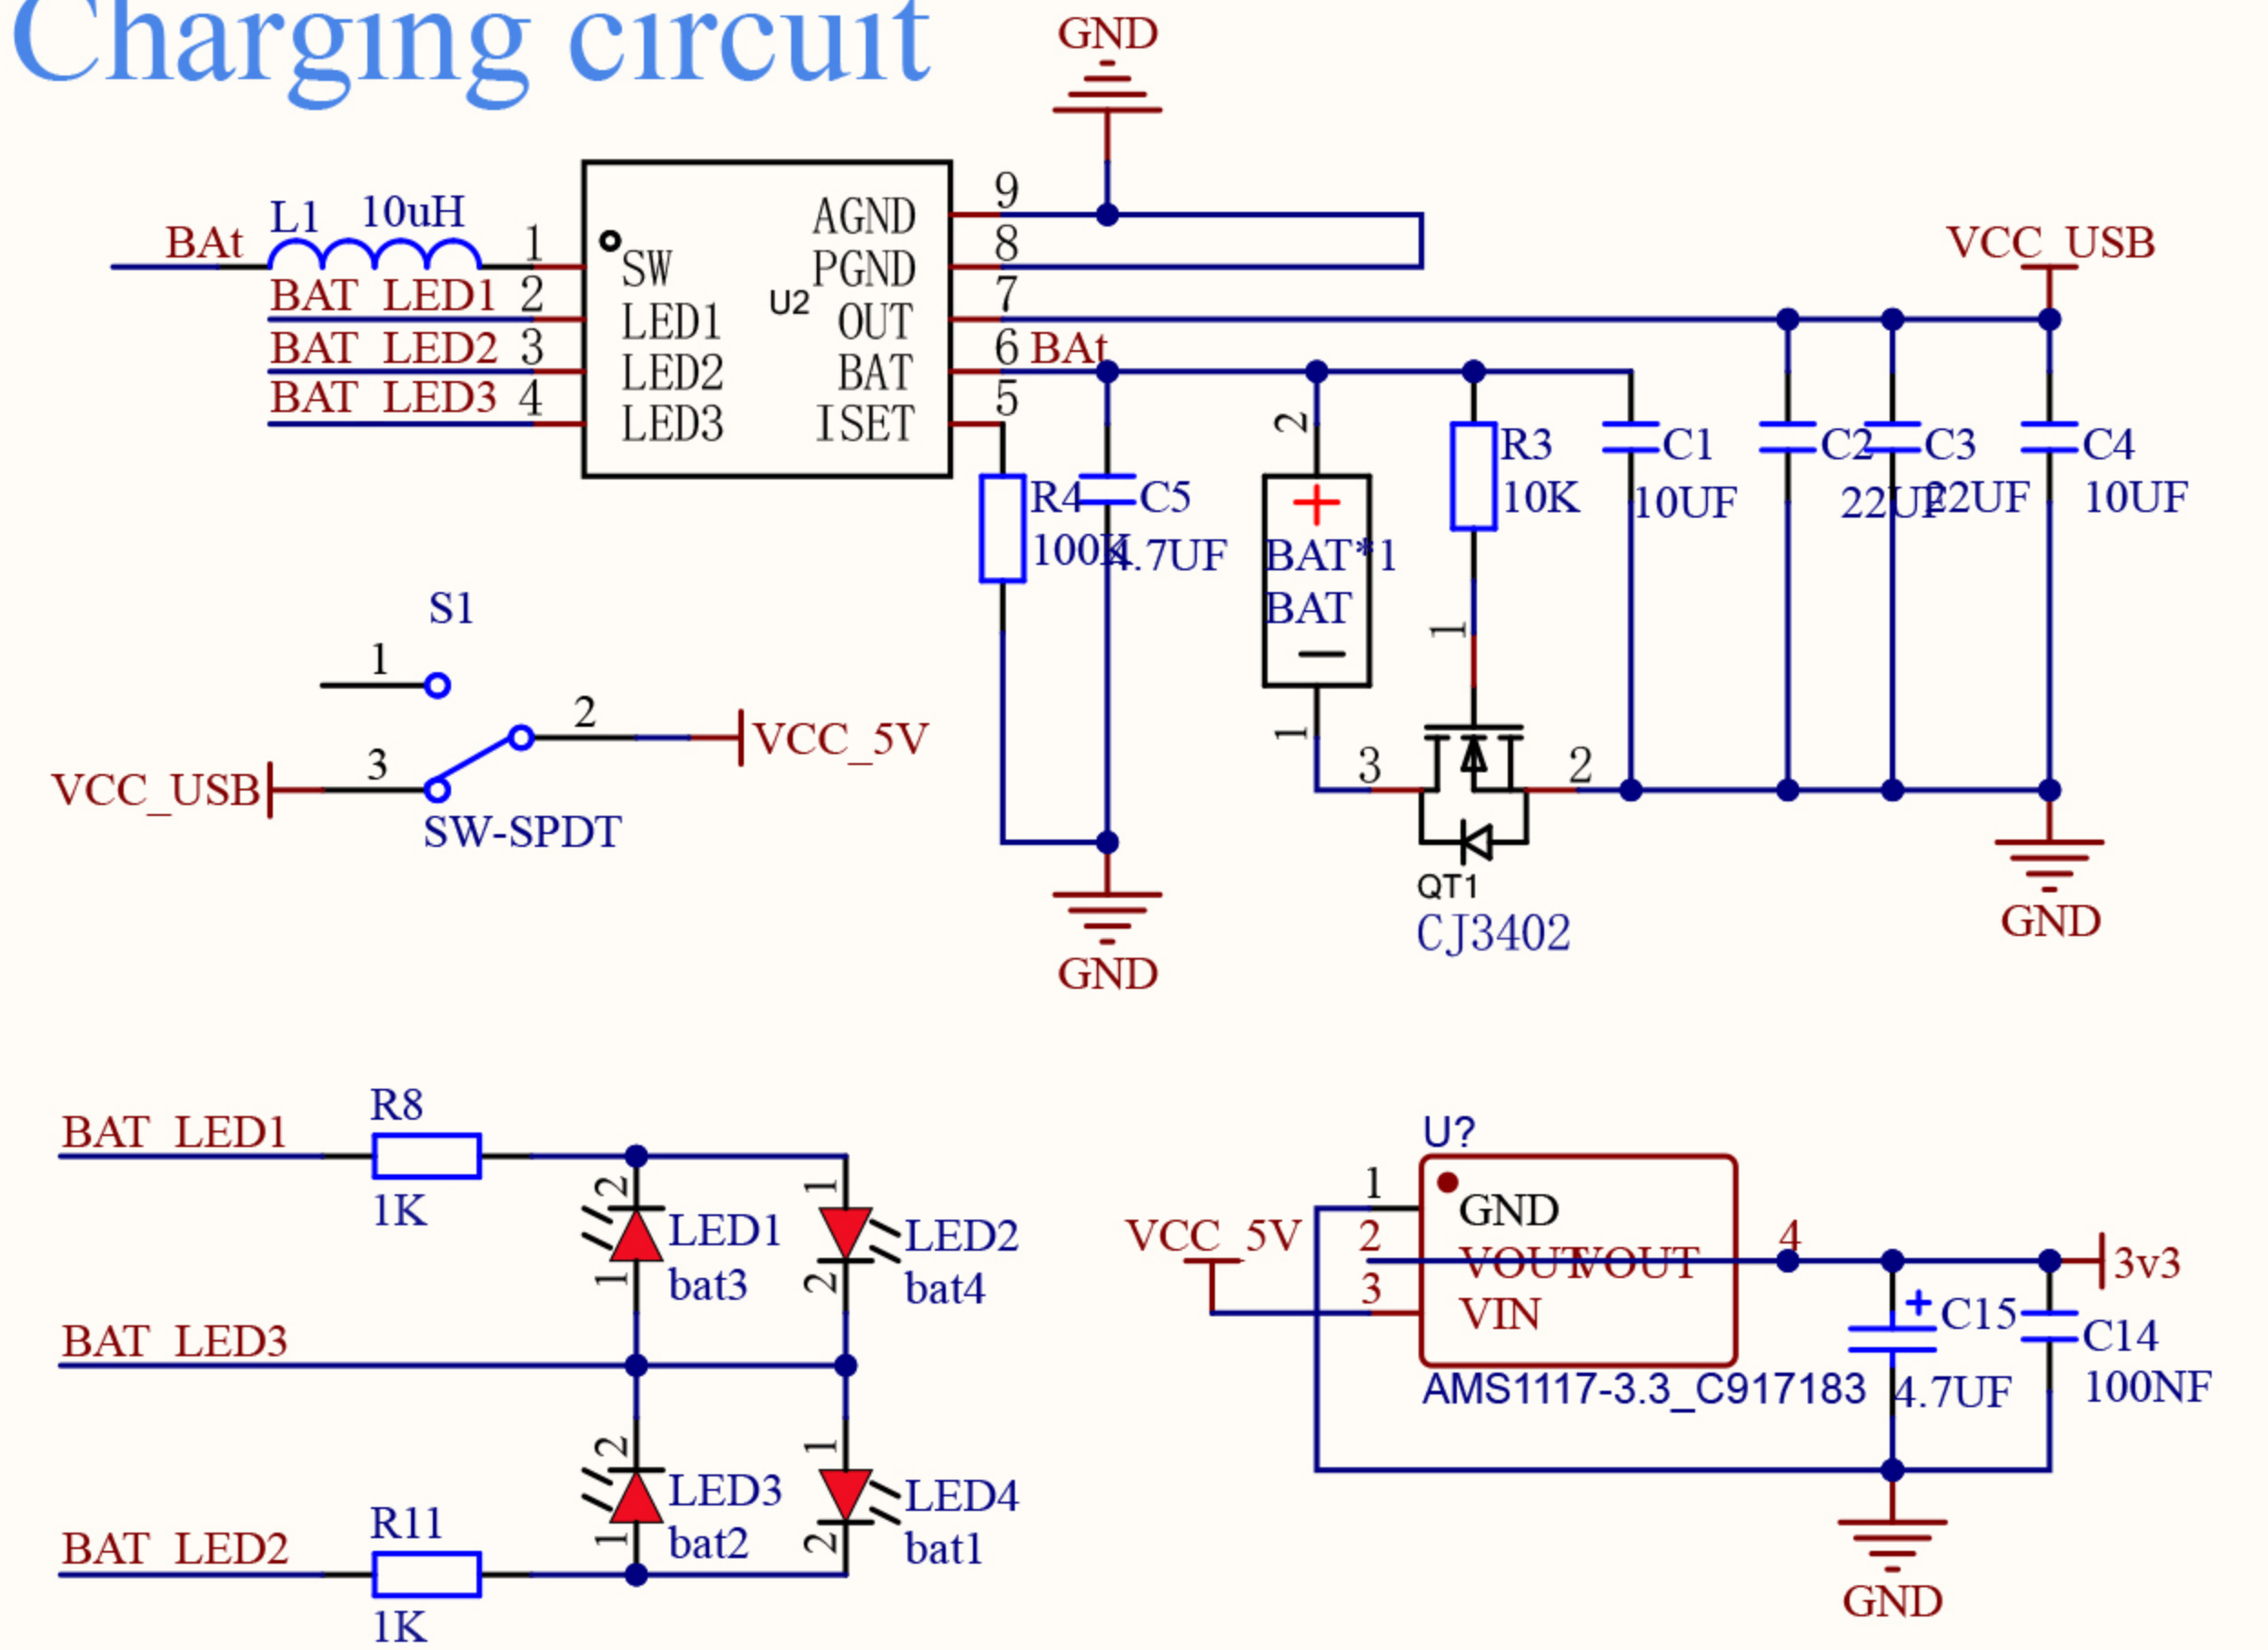 Charging circuit
GND
L1 10uH
BAt
1
BAT_LED1 2
BAT_LED2 3
BAT_LED3 4
SW
LED1
LED2
LED3
U2
AGND 9
PGND 8
OUT 7
BAT 6 BAt
ISET 5
VCC_USB
R4
100K
C5
4.7UF
2
BAT*1
BAT
1
R3
10K
1
3
2
QT1
CJ3402
C1
10UF
C2
22UF
C3
22UF
C4
10UF
GND
GND
S1
1
2
VCC_5V
VCC_USB
3
SW-SPDT
BAT_LED1
R8
1K
2
LED1
bat3
1
1
LED2
bat4
2
BAT_LED3
2
LED3
bat2
1
1
LED4
bat1
2
BAT_LED2
R11
1K
U?
1
GND
VCC_5V
2
VOUT
VOUT
4
3
VIN
3v3
AMS1117-3.3_C917183
C15
4.7UF
C14
100NF
GND